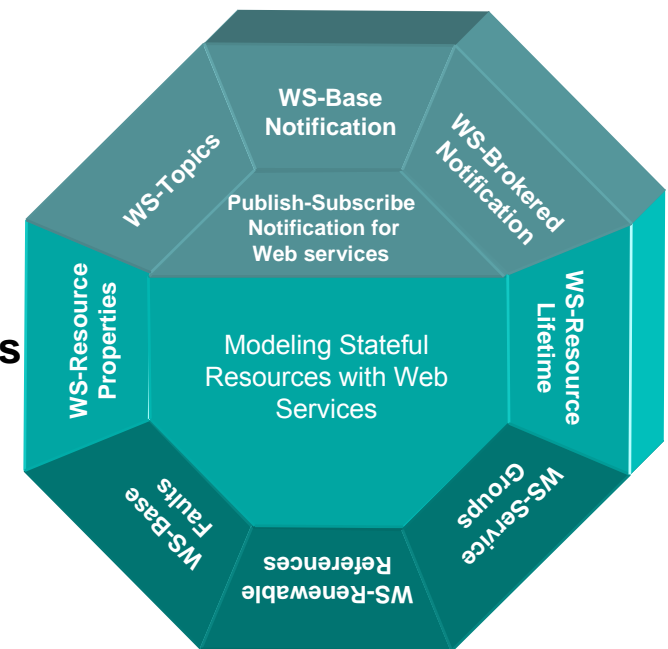 WS-Base
Notification
WS-Topics
WS-Brokered
Notification
Publish-Subscribe
Notification for
Web services
WS-Resource
Properties
s
Modeling Stateful
Resources with Web
Services
WS-Resource
Lifetime
WS-Base
Faults
WS-Renewable
References
WS-Service
Groups